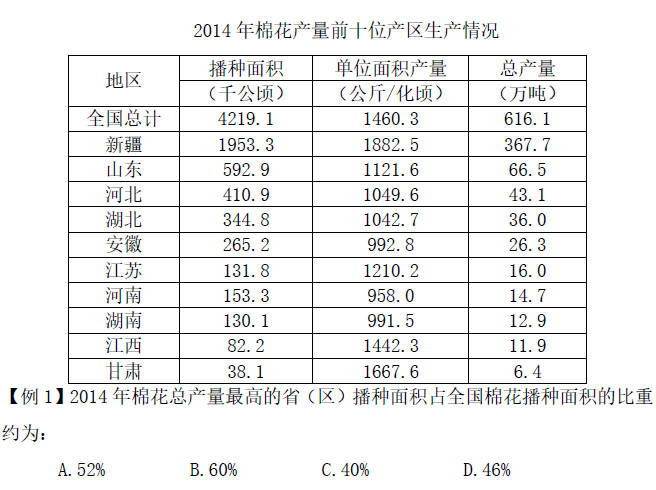 2014 年棉花产量前十位产区生产情况
地区 播种面积 单位面积产量 总产量
（千公顷） （公斤/化顷） （万吨）
全国总计 4219.1 1460.3 616.1
新疆 1953.3 1882.5 367.7
山东 592.9 1121.6 66.5
河北 410.9 1049.6 43.1
湖北 344.8 1042.7 36.0
安徽 265.2 992.8 26.3
江苏 131.8 1210.2 16.0
河南 153.3 958.0 14.7
湖南 130.1 991.5 12.9
江西 82.2 1442.3 11.9
甘肃 38.1 1667.6 6.4
【例 1】2014 年棉花总产量最高的省（区）播种面积占全国棉花播种面积的比重
约为：
A.52% B.60% C.40% D.46%